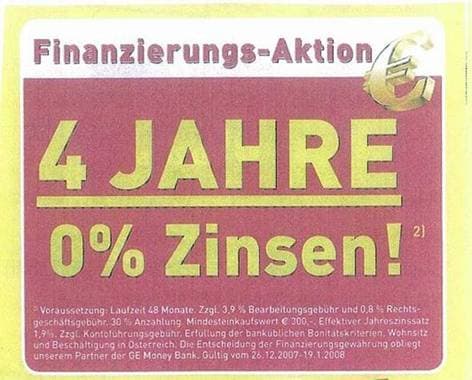 Finanzierungs-Aktion €
4 JAHRE
0% Zinsen! 2)
2) Voraussetzung: Laufzeit 48 Monate. Zzgl. 3,9 % Bearbeitungsgebühr und 0,8 % Rechts-
geschäftsgebühr. 30 % Anzahlung. Mindesteinkaufswert € 200,-. Effektiver Jahreszinssatz
1,9%. Zzgl. Kontoführungsgebühr. Erfüllung der banküblichen Bonitätskriterien. Wohnsitz
und Beschäftigung in Österreich. Die Entscheidung der Finanzierungsgewährung obliegt
unserem Partner der GE Money Bank. Gültig vom 26.12.2007-19.1.2008